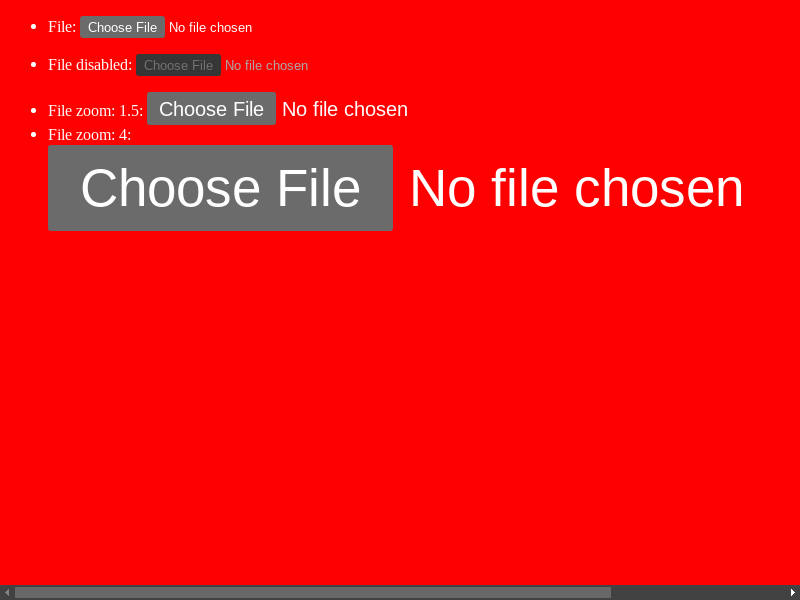 File: Choose File No file chosen
File disabled: Choose File No file chosen
File zoom: 1.5: Choose File No file chosen
File zoom: 4:
Choose File No file chosen